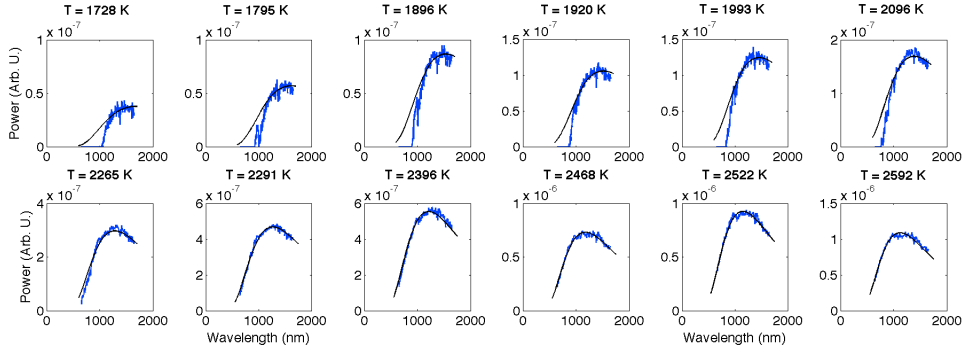 T = 1728 K T = 1795 K T = 1896 K T = 1920 K T = 1993 K T = 2096 K
x 10⁻⁷ x 10⁻⁷ x 10⁻⁷ x 10⁻⁷ x 10⁻⁷ x 10⁻⁷
1 1 1 1.5 1.5 2
1 1
0.5 0.5 0.5 1
0.5 0.5
0 0 0 0 0 0
Power (Arb. U.)
0 1000 2000 0 1000 2000 0 1000 2000 0 1000 2000 0 1000 2000 0 1000 2000
T = 2265 K T = 2291 K T = 2396 K T = 2468 K T = 2522 K T = 2592 K
x 10⁻⁷ x 10⁻⁷ x 10⁻⁷ x 10⁻⁶ x 10⁻⁶ x 10⁻⁶
4 6 6 1 1 1.5
4 4 1
2 0.5 0.5
2 2 0.5
0 0 0 0 0 0
Power (Arb. U.)
0 1000 2000 0 1000 2000 0 1000 2000 0 1000 2000 0 1000 2000 0 1000 2000
Wavelength (nm) Wavelength (nm)